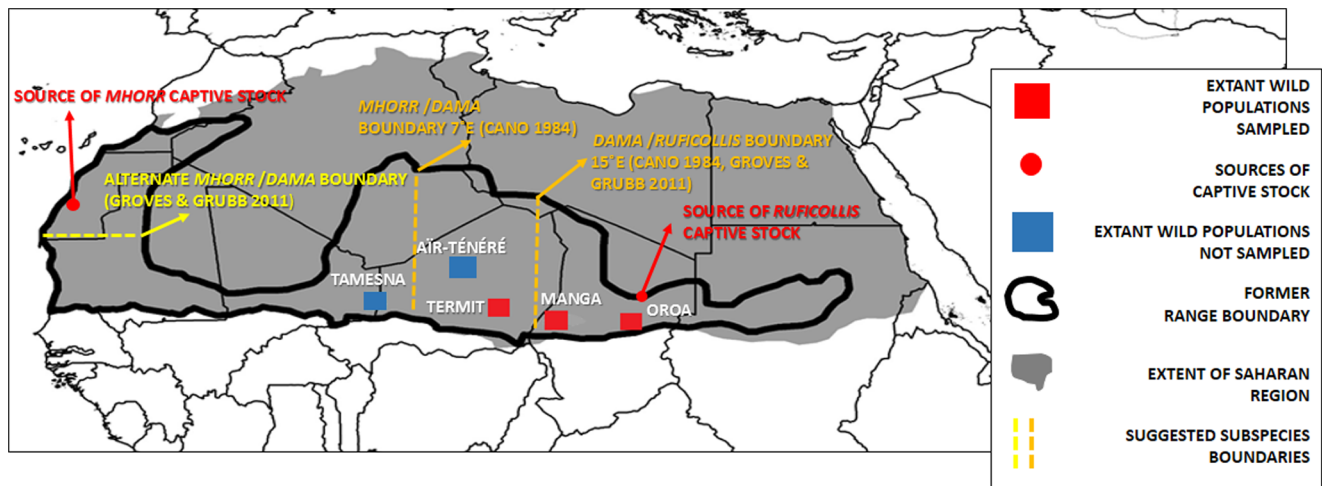 SOURCE OF MHORR CAPTIVE STOCK
MHORR /DAMA
BOUNDARY 7°E (CANO 1984)
DAMA /RUFICOLLIS BOUNDARY
15°E (CANO 1984, GROVES &
GRUBB 2011)
ALTERNATE MHORR /DAMA BOUNDARY
(GROVES & GRUBB 2011)
SOURCE OF RUFICOLLIS
CAPTIVE STOCK
AÏR-TÉNÉRÉ
TAMESNA
TERMIT
MANGA
OROA
EXTANT WILD
POPULATIONS
SAMPLED
SOURCES OF
CAPTIVE STOCK
EXTANT WILD POPULATIONS
NOT SAMPLED
FORMER
RANGE BOUNDARY
EXTENT OF SAHARAN
REGION
SUGGESTED SUBSPECIES
BOUNDARIES